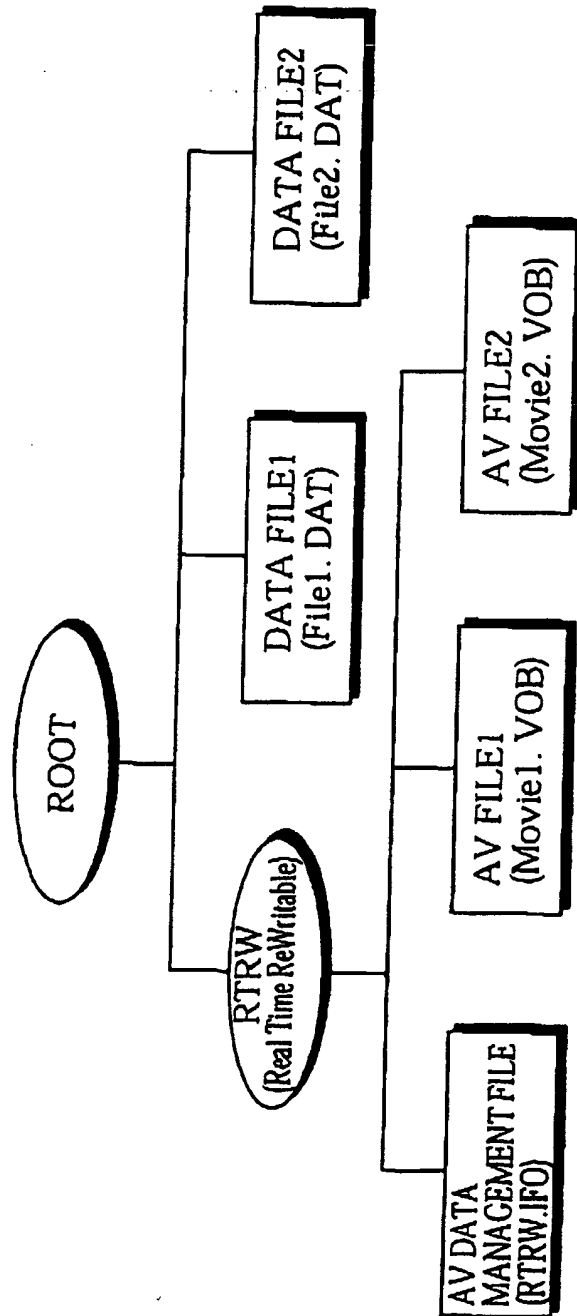 ROOT
RTRW
(Real Time ReWritable)
DATA FILE1
(File1. DAT)
DATA FILE2
(File2. DAT)
AV DATA
MANAGEMENT FILE
(RTRW.IFO)
AV FILE1
(Movie1. VOB)
AV FILE2
(Movie2. VOB)